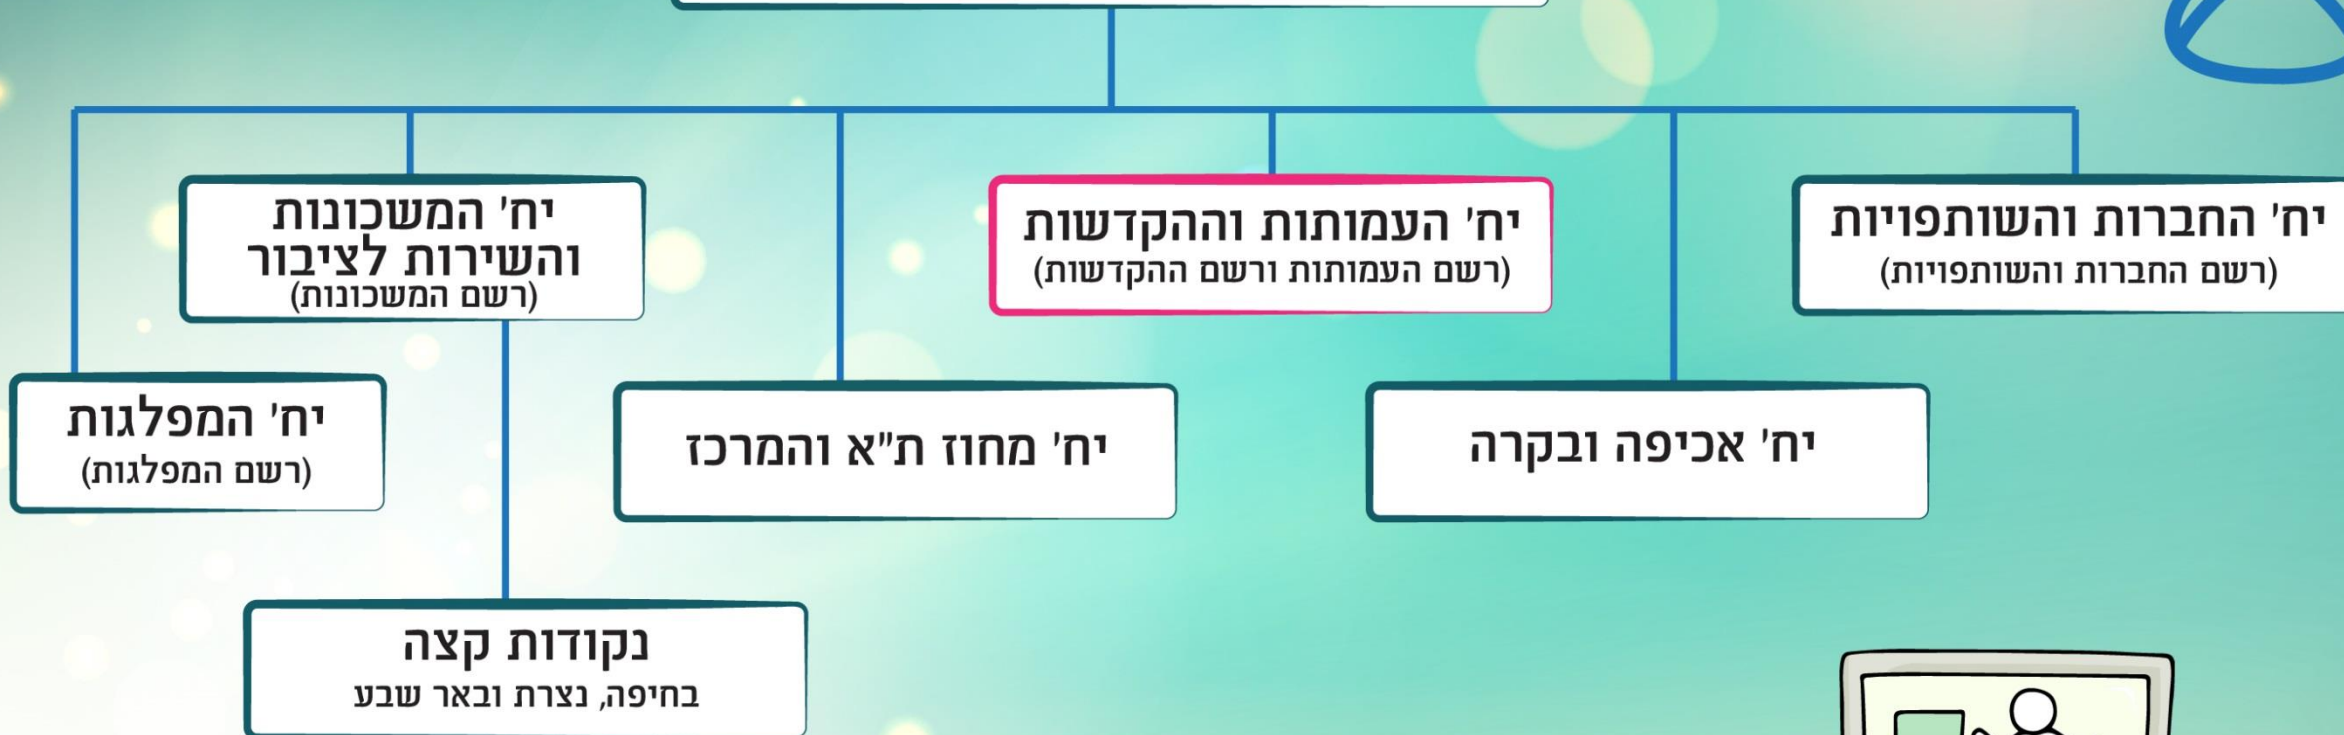 יח' החברות והשותפויות
(רשם החברות והשותפויות)
יח' העמותות וההקדשות
(רשם העמותות ורשם ההקדשות)
יח' המשכונות
והשירות לציבור
(רשם המשכונות)
יח' אכיפה ובקרה
יח' מחוז ת"א והמרכז
יח' המפלגות
(רשם המפלגות)
נקודות קצה
בחיפה, נצרת ובאר שבע